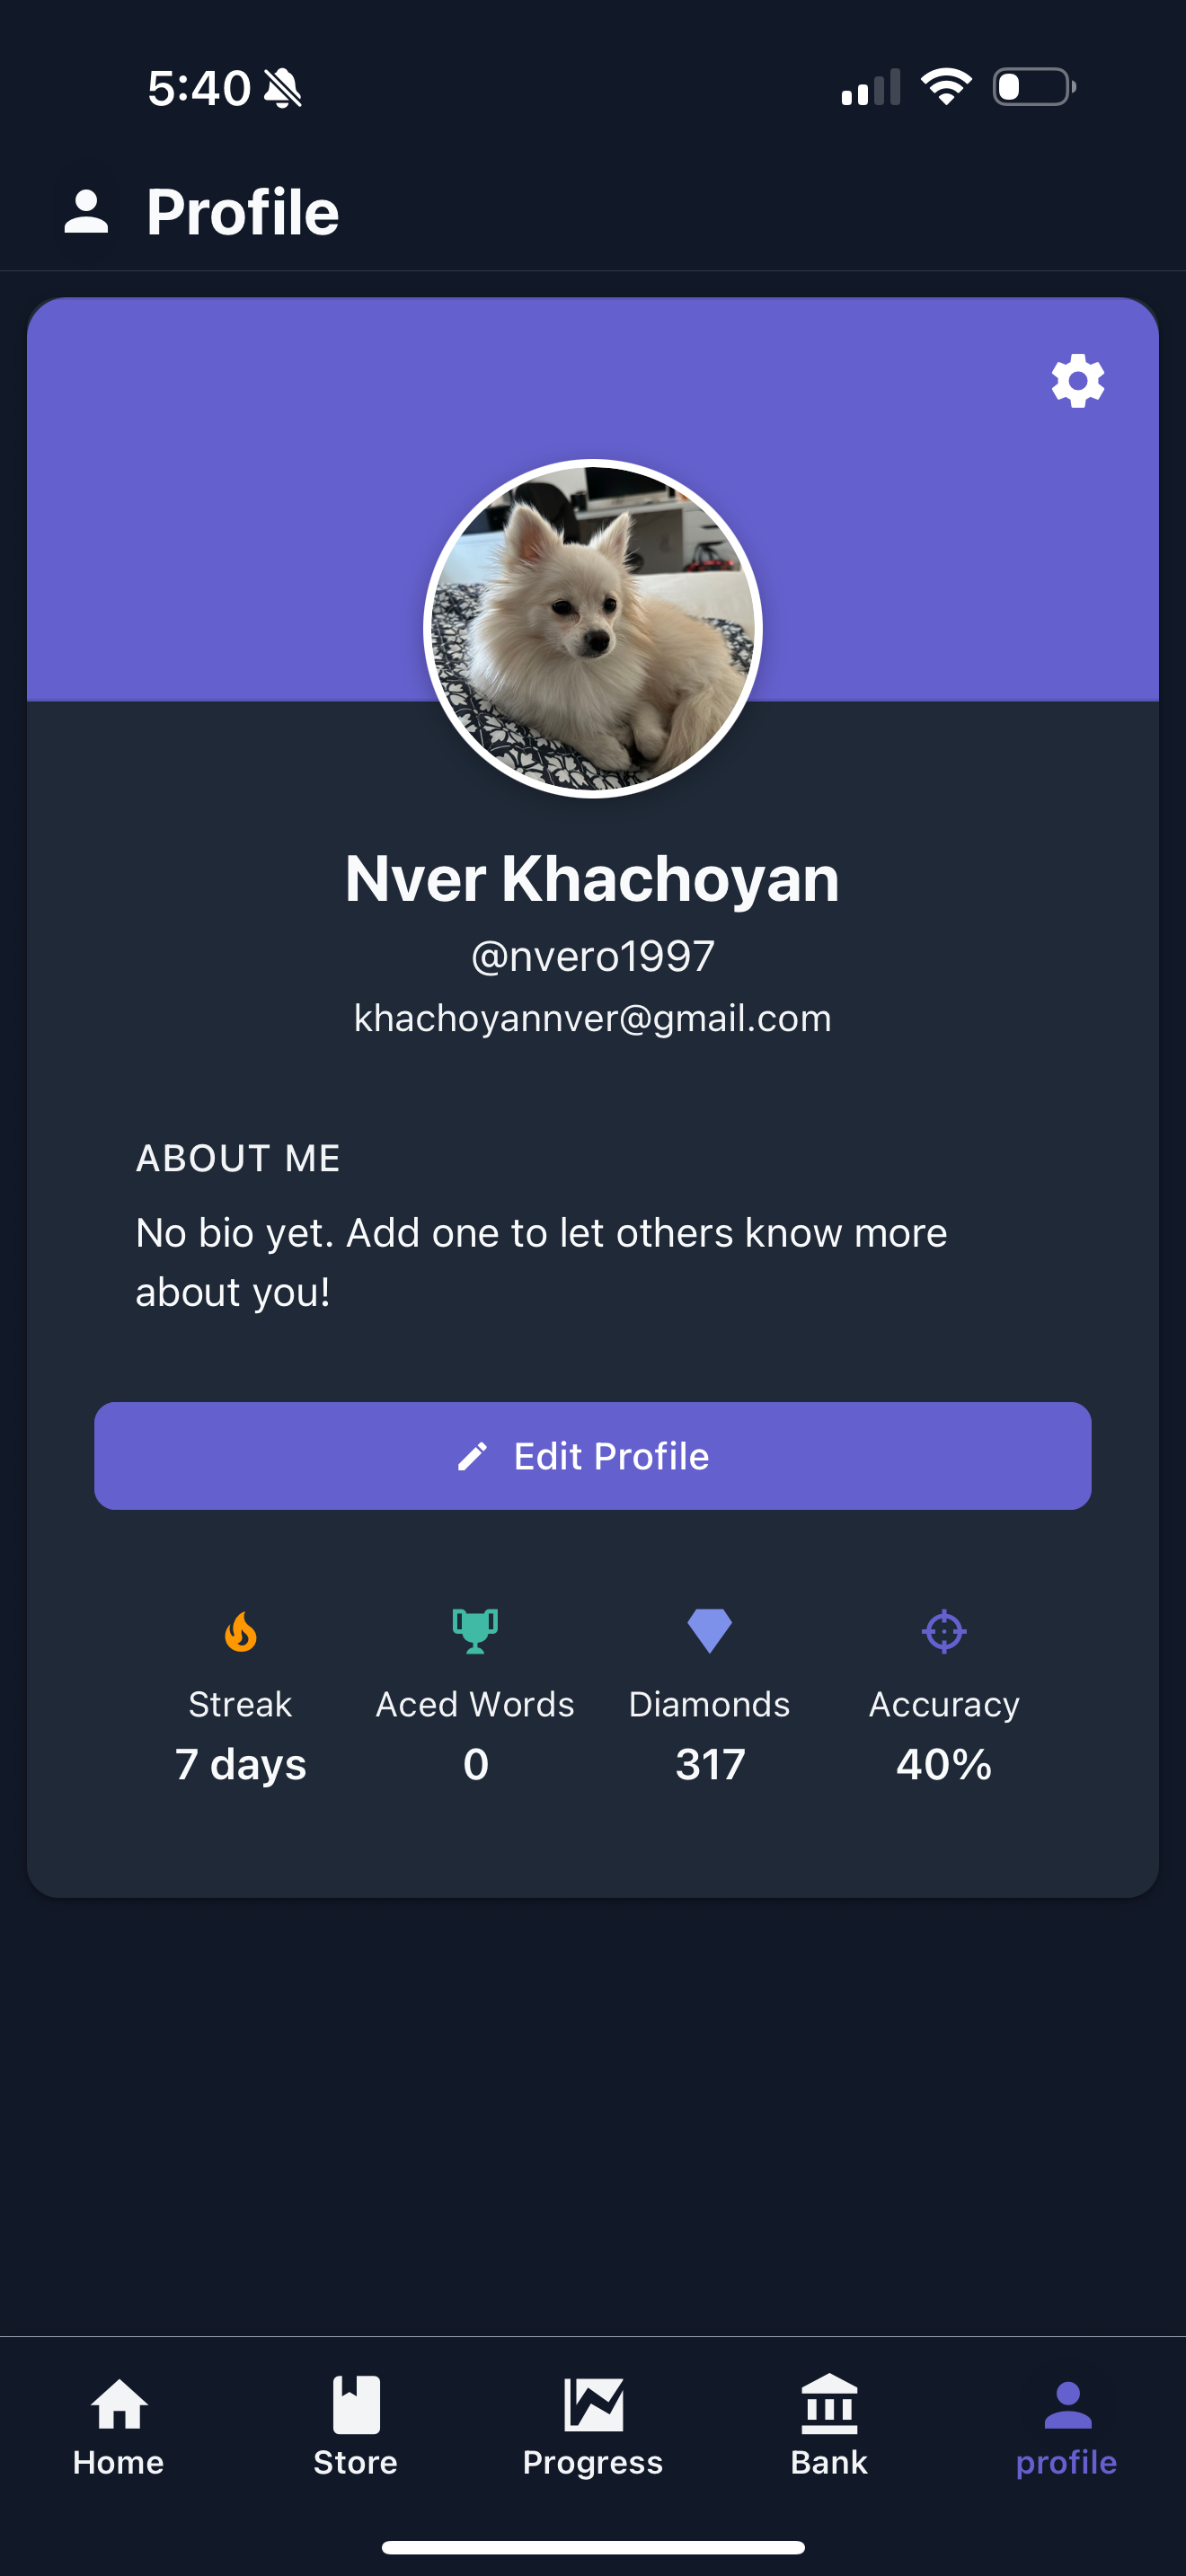 5:40
Profile
Nver Khachoyan
@nvero1997
khachoyannver@gmail.com
ABOUT ME
No bio yet. Add one to let others know more
about you!
Edit Profile
Streak Aced Words Diamonds Accuracy
7 days 0 317 40%
Home Store Progress Bank profile